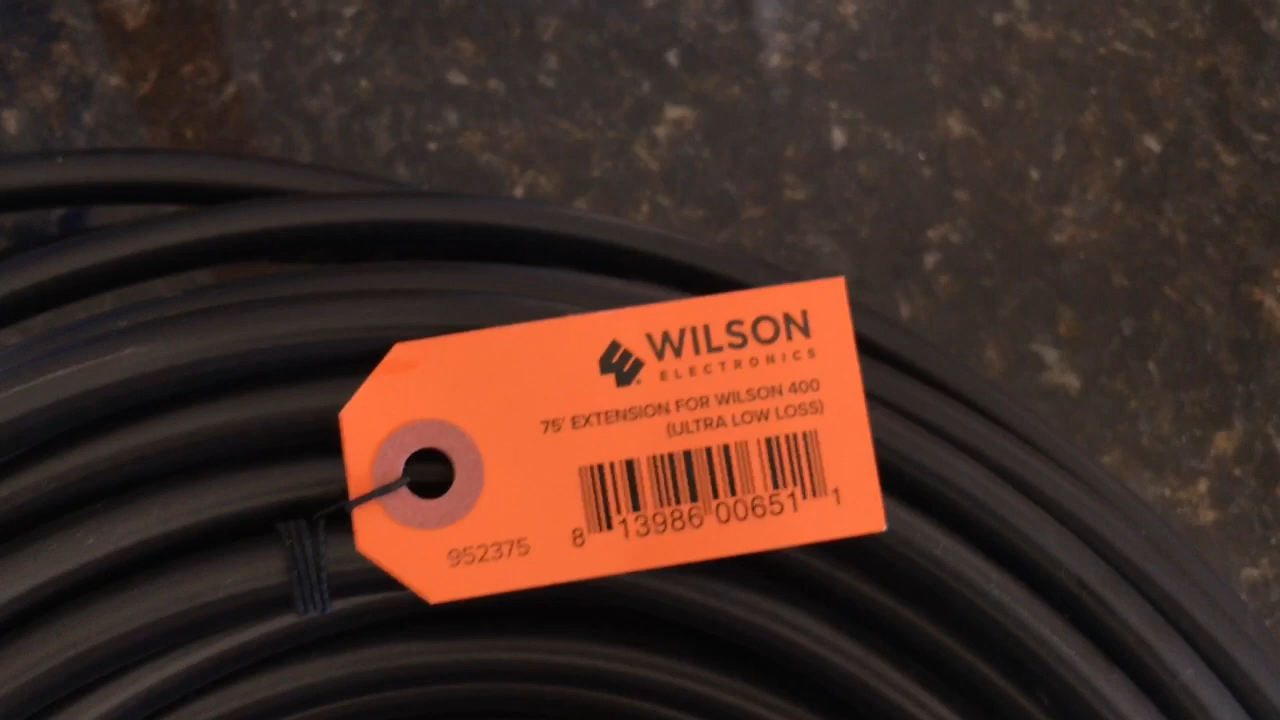 WILSON
ELECTRONICS
75' EXTENSION FOR WILSON 400
(ULTRA LOW LOSS)
8 13986 00651 1
952375